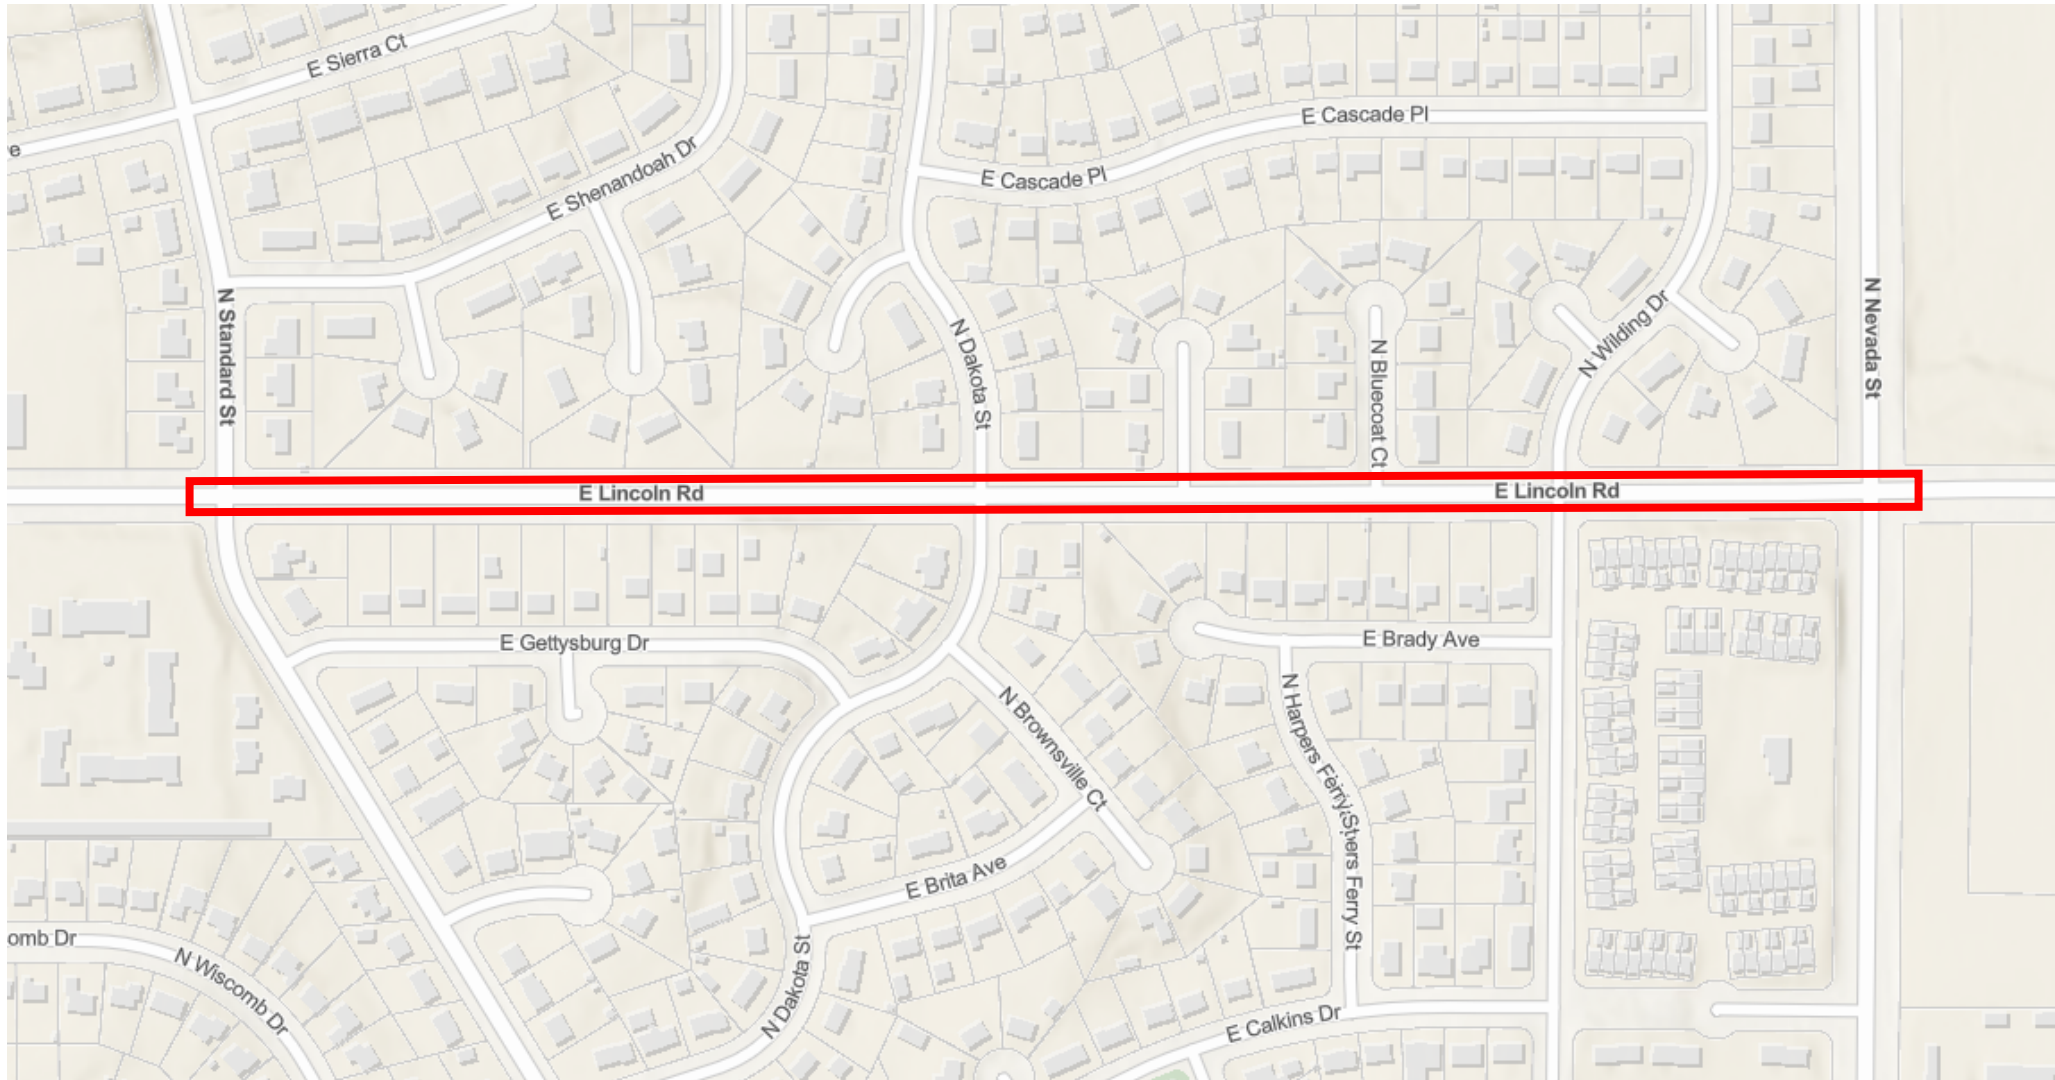 E Sierra Ct
E Cascade Pl
e
E Shenandoah Dr
E Cascade Pl
N Standard St
N Dakota St
N Bluecoat Ct
N Wilding Dr
N Nevada St
E Lincoln Rd
E Lincoln Rd
E Gettysburg Dr
E Brady Ave
N Brownsville Ct
N Harpers Ferry St
E Brita Ave
pers Ferry St
omb Dr
N Wiscomb Dr
N Dakota St
E Calkins Dr